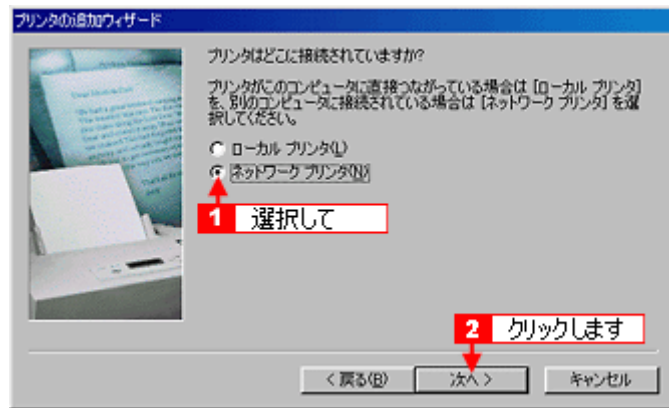 プリンタの追加ウィザード
プリンタはどこに接続されていますか?
プリンタがこのコンピュータに直接つながっている場合は [ローカル プリンタ]
を、別のコンピュータに接続されている場合は [ネットワーク プリンタ] を選
択してください。
ローカル プリンタ(L)
ネットワーク プリンタ(N)
1 選択して
2 クリックします
< 戻る(B) 次へ > キャンセル